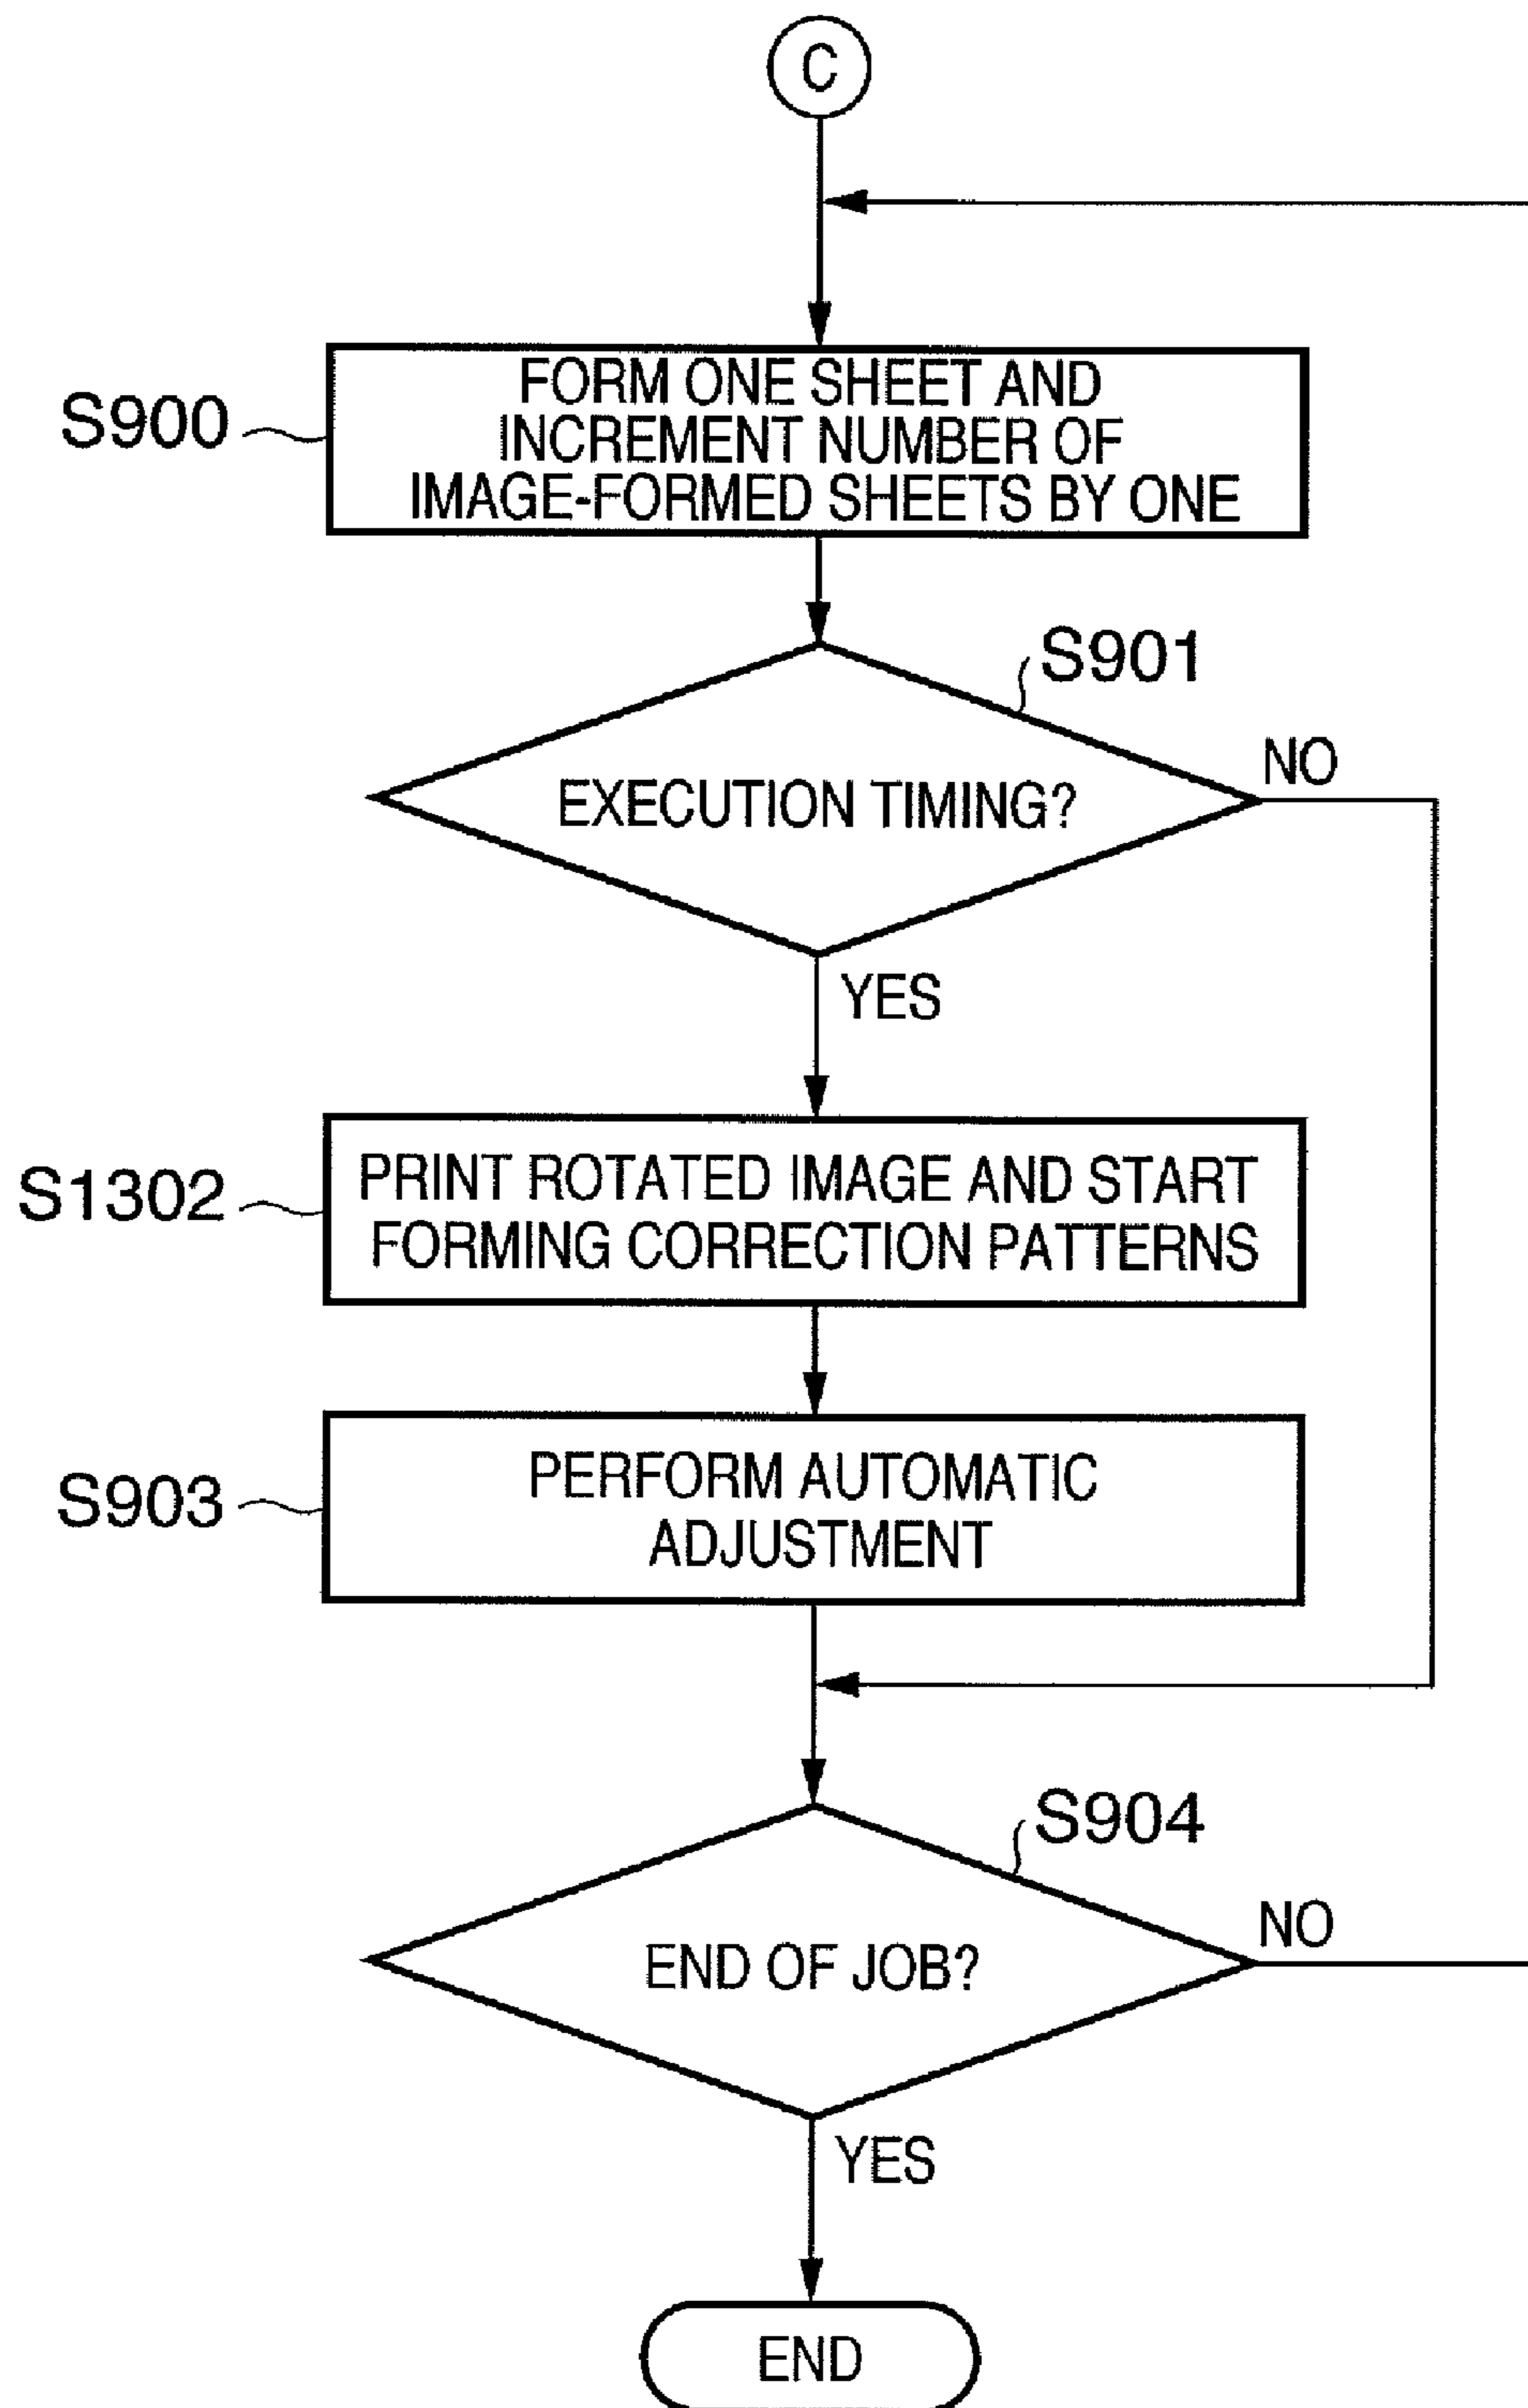 C
S900
FORM ONE SHEET AND
INCREMENT NUMBER OF
IMAGE-FORMED SHEETS BY ONE
S901
EXECUTION TIMING?
NO
YES
S1302
PRINT ROTATED IMAGE AND START
FORMING CORRECTION PATTERNS
S903
PERFORM AUTOMATIC
ADJUSTMENT
S904
END OF JOB?
NO
YES
END